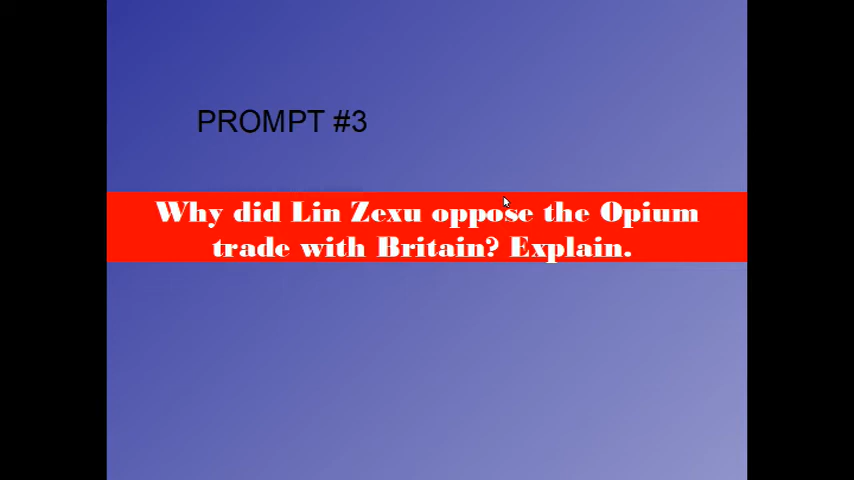 PROMPT #3
Why did Lin Zexu oppose the Opium
trade with Britain? Explain.